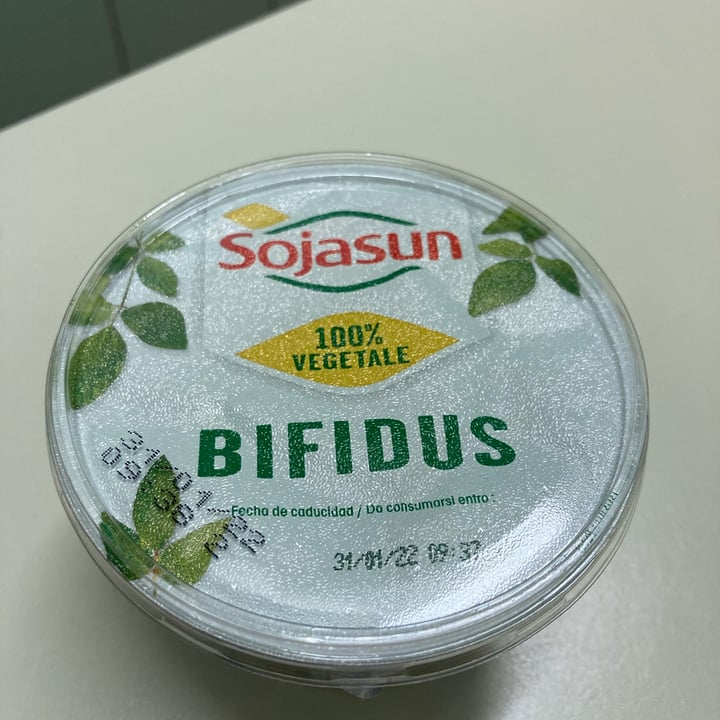 Sojasun
100%
VEGETALE
BIFIDUS
Fecha de caducidad / Da consumarsi entro :
31/01/22 09:37